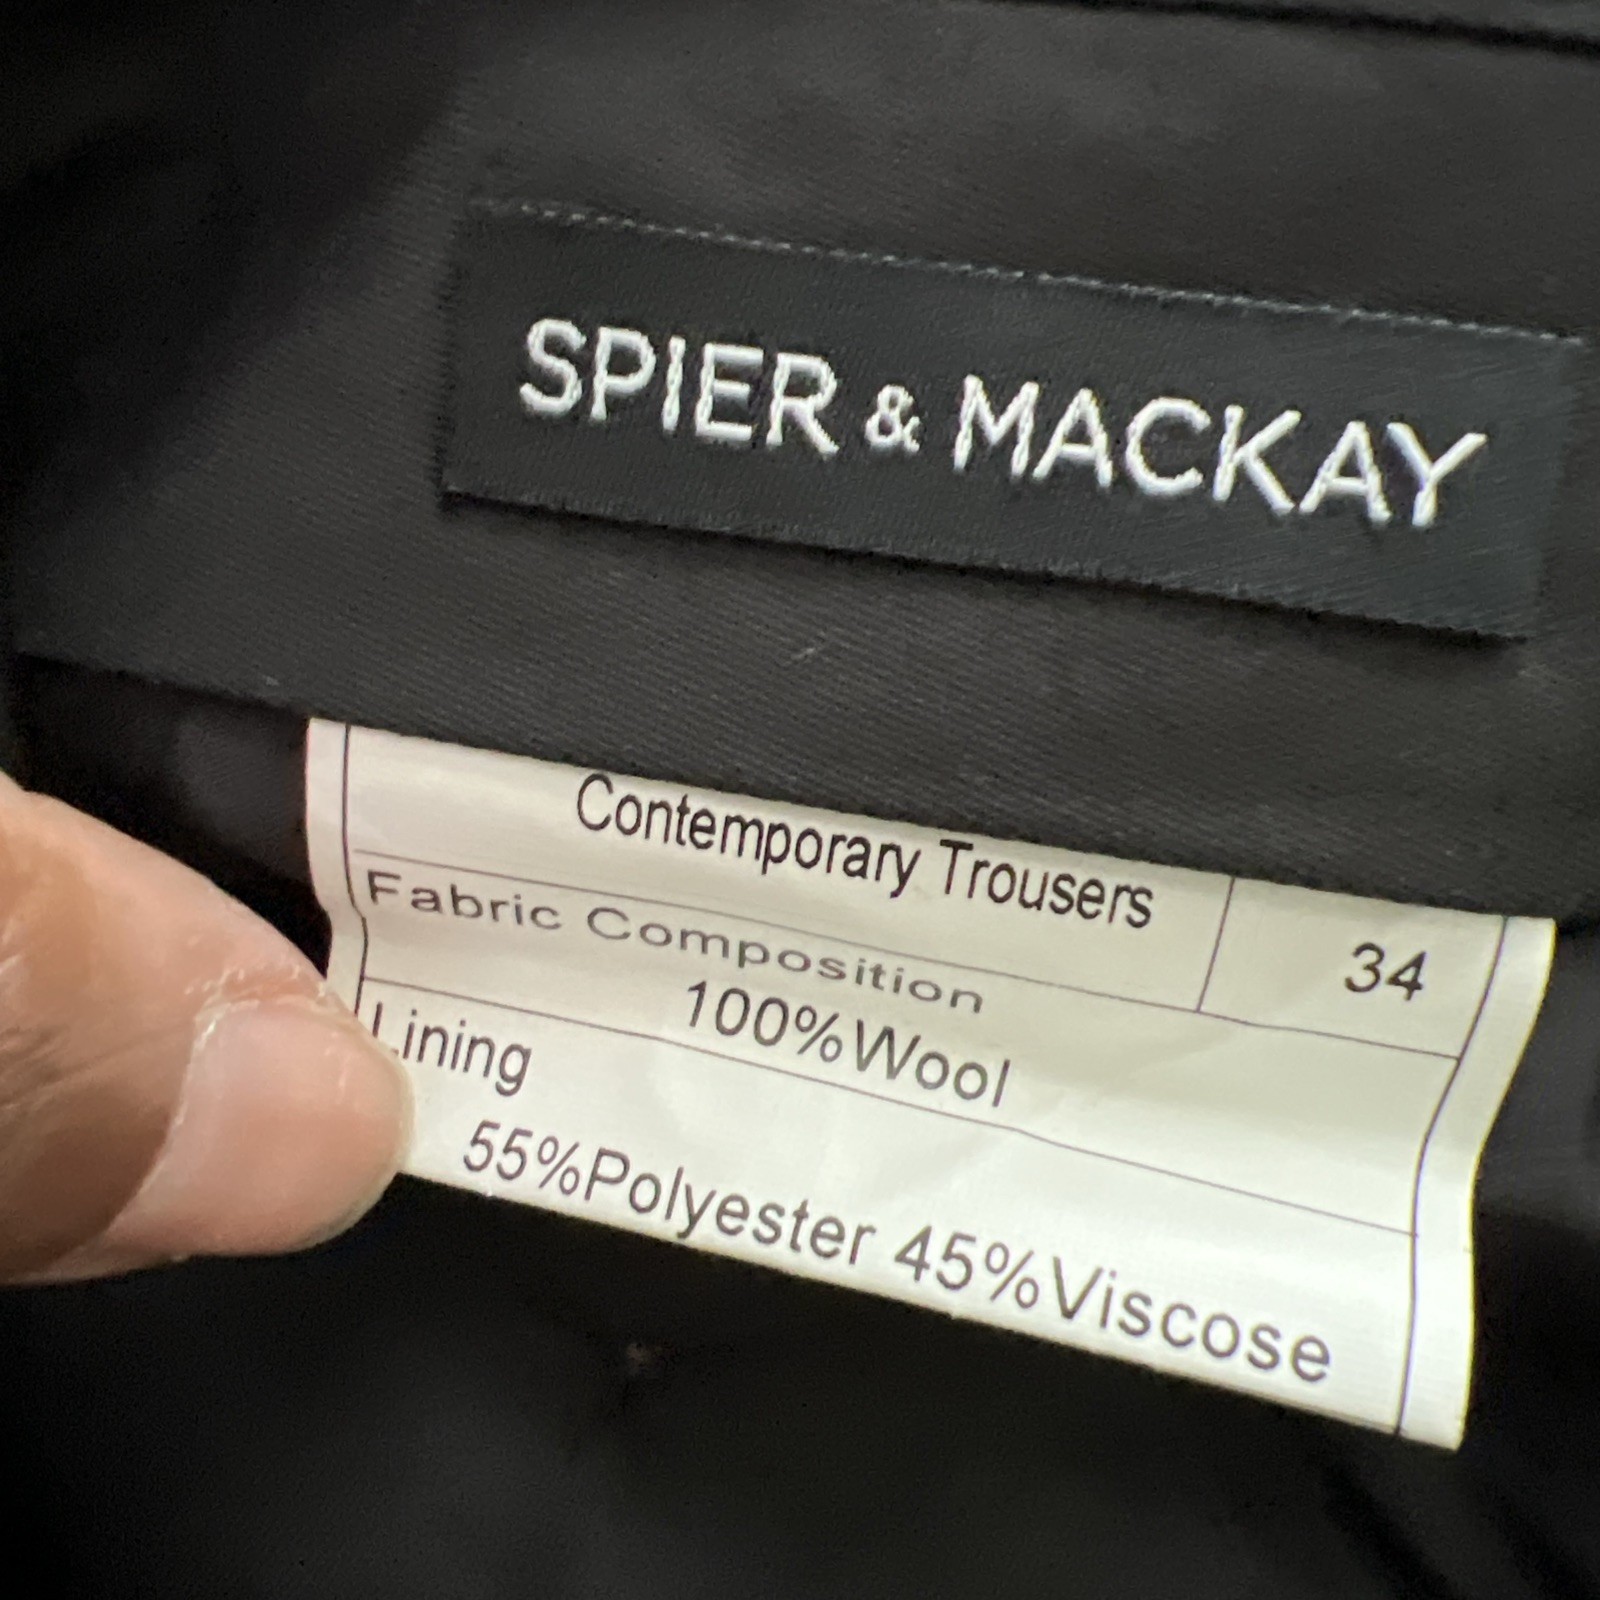 SPIER & MACKAY
Contemporary Trousers 34
Fabric Composition
100%Wool
Lining
55%Polyester 45%Viscose